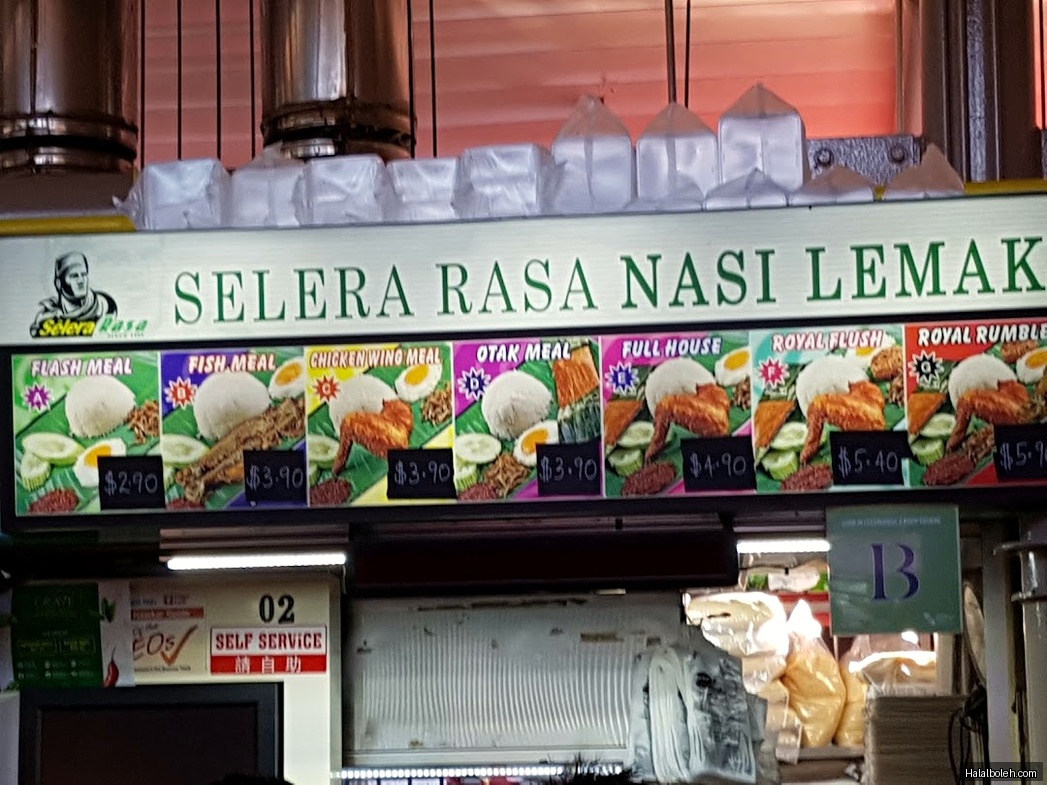 SELERA RASA NASI LEMAK
Selera Rasa
FLASH MEAL
A
$2.90
FISH MEAL
B
$3.90
CHICKEN WING MEAL
C
$3.90
OTAK MEAL
D
$3.90
FULL HOUSE
E
$4.90
ROYAL FLUSH
F
$5.40
ROYAL RUMBLE
G
$5.9
B
02
SELF SERVICE
請自助
Halalboleh.com